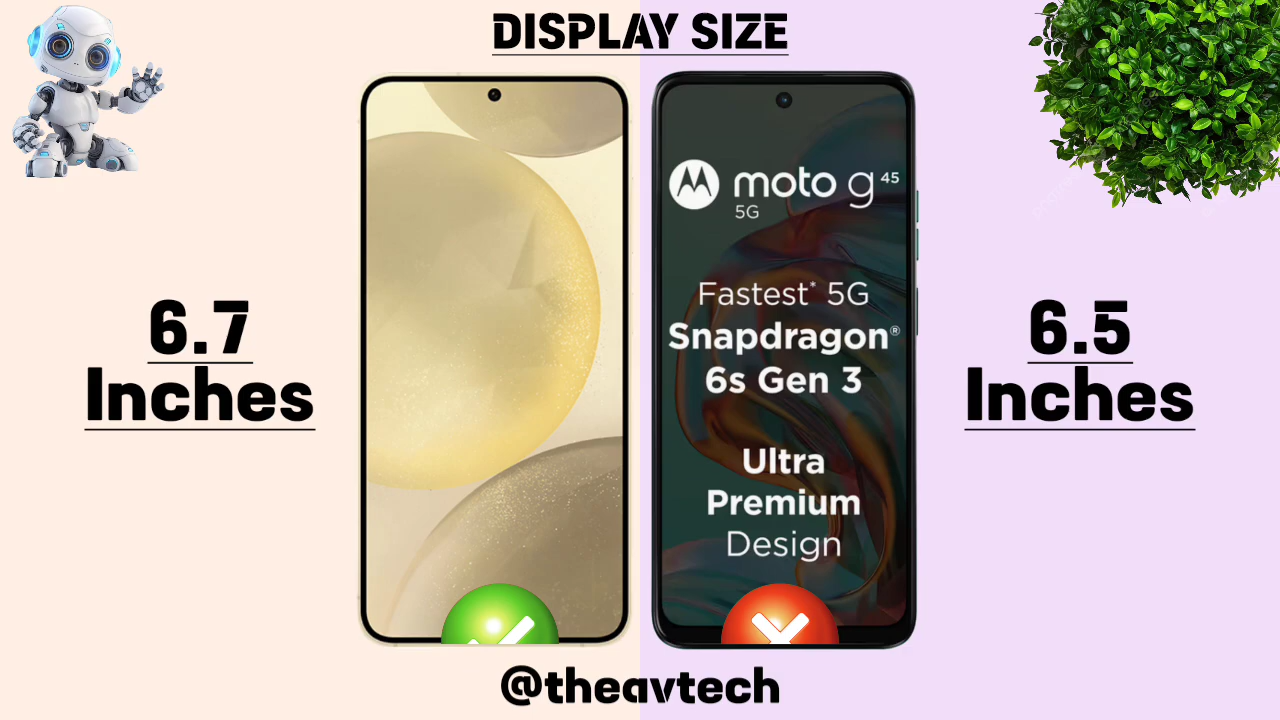 DISPLAY SIZE
6.7
Inches
moto g 45
5G
Fastest* 5G
Snapdragon®
6s Gen 3
Ultra
Premium
Design
6.5
Inches
@theavtech